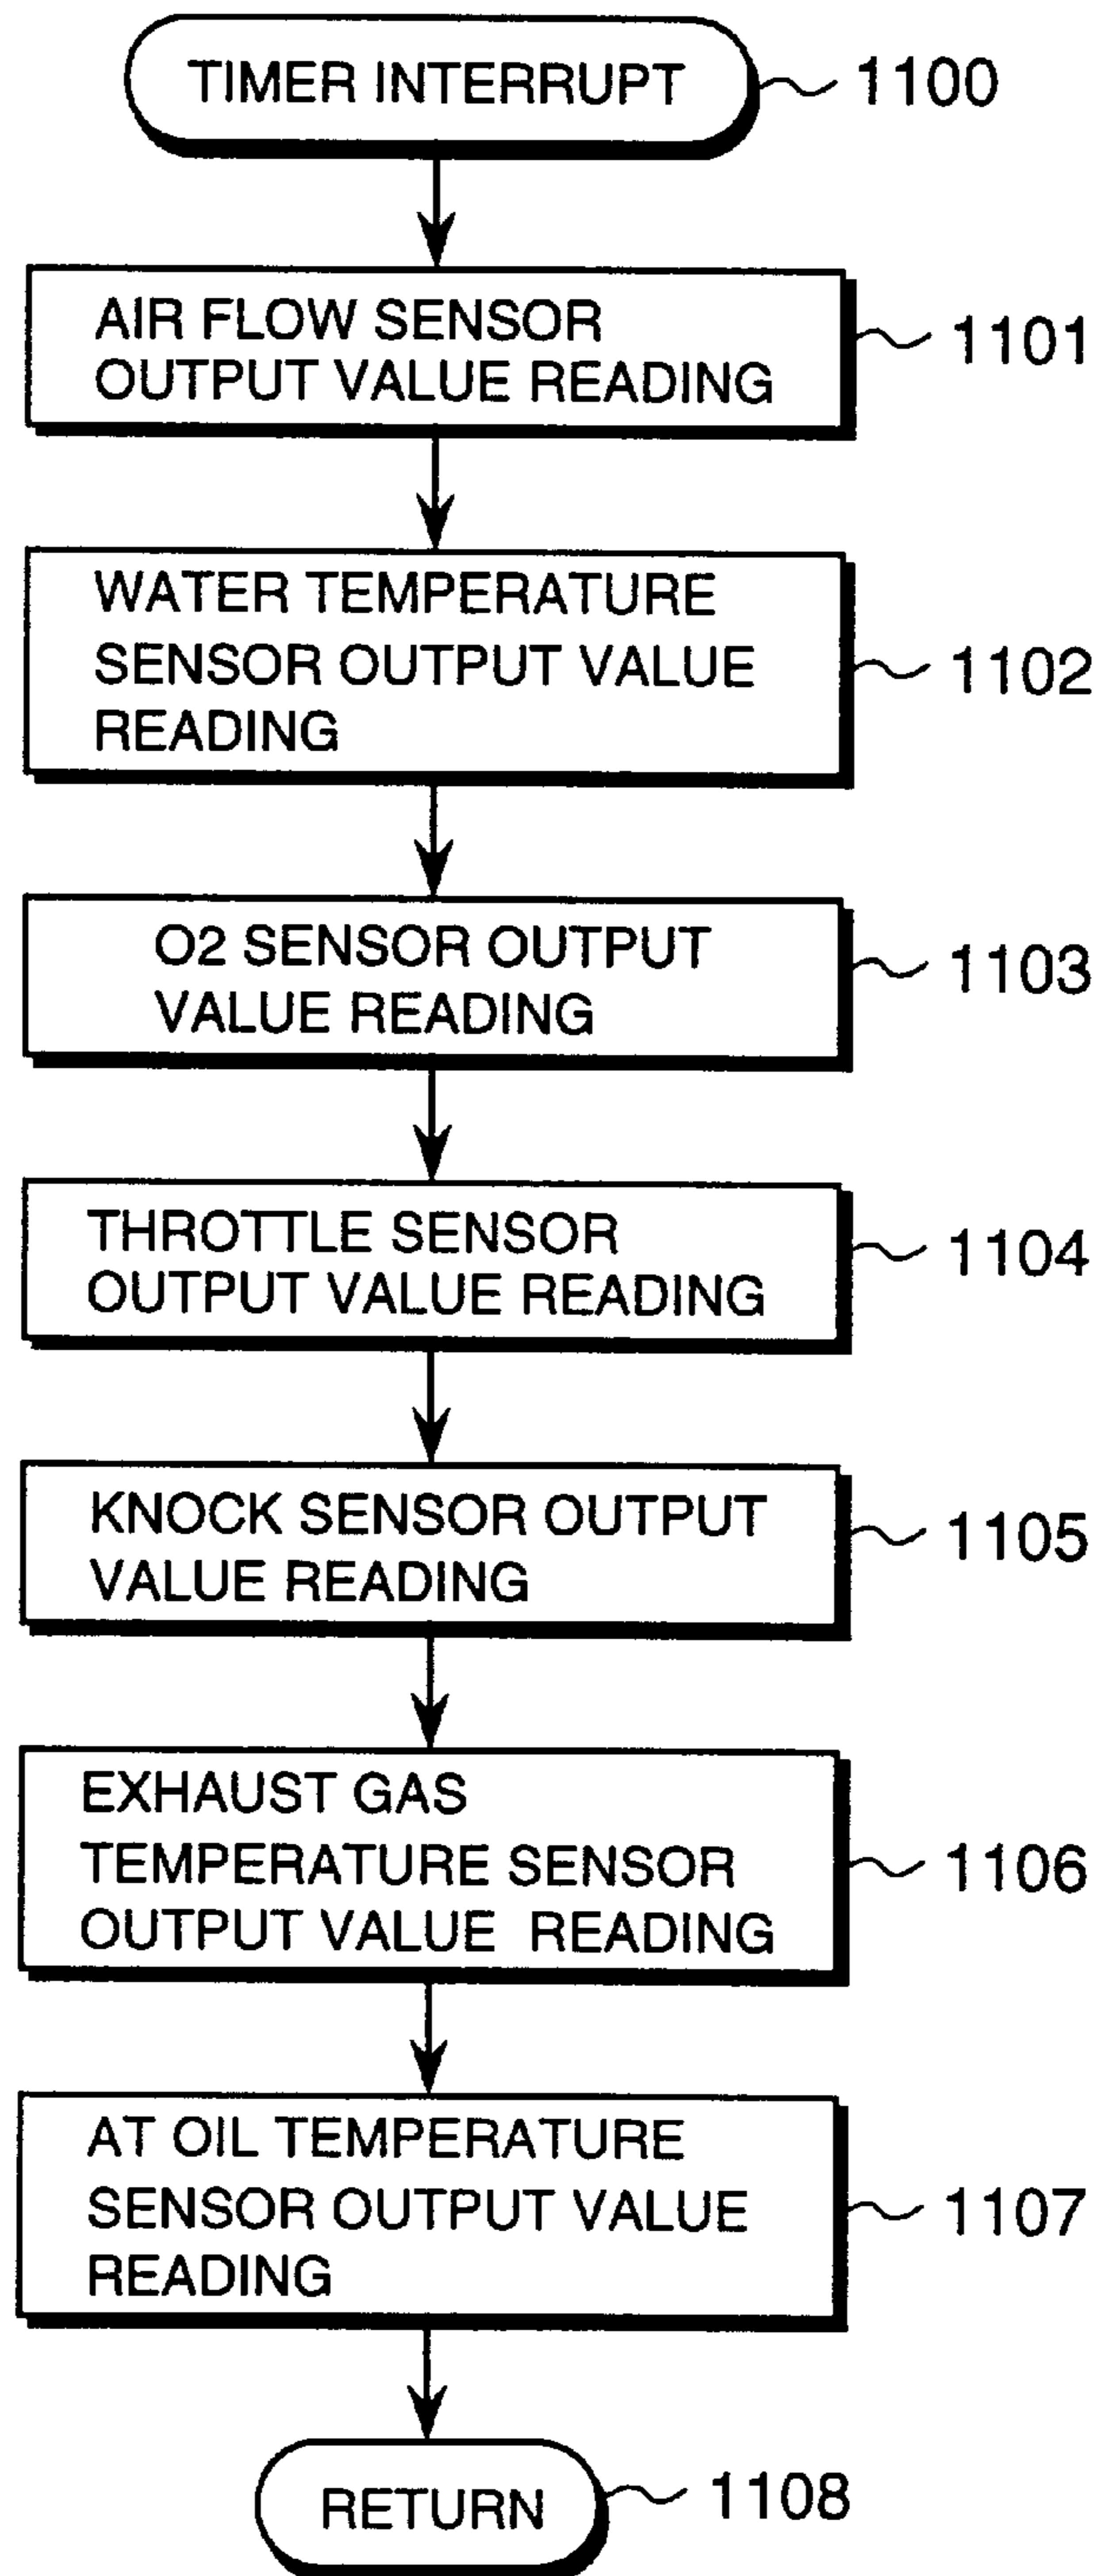 TIMER INTERRUPT
1100
AIR FLOW SENSOR
OUTPUT VALUE READING
1101
WATER TEMPERATURE
SENSOR OUTPUT VALUE
READING
1102
O2 SENSOR OUTPUT
VALUE READING
1103
THROTTLE SENSOR
OUTPUT VALUE READING
1104
KNOCK SENSOR OUTPUT
VALUE READING
1105
EXHAUST GAS
TEMPERATURE SENSOR
OUTPUT VALUE READING
1106
AT OIL TEMPERATURE
SENSOR OUTPUT VALUE
READING
1107
RETURN
1108